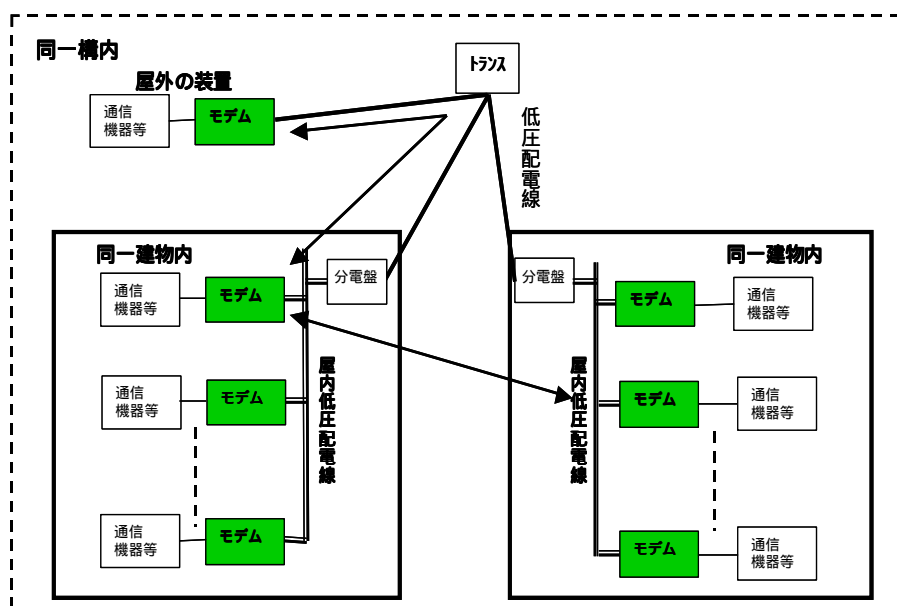 同一構内
屋外の装置
トランス
通信
機器等
モデム
低圧配電線
同一建物内
通信
機器等
モデム
分電盤
通信
機器等
モデム
屋内低圧配電線
通信
機器等
モデム
同一建物内
分電盤
モデム
通信
機器等
屋内低圧配電線
モデム
通信
機器等
モデム
通信
機器等